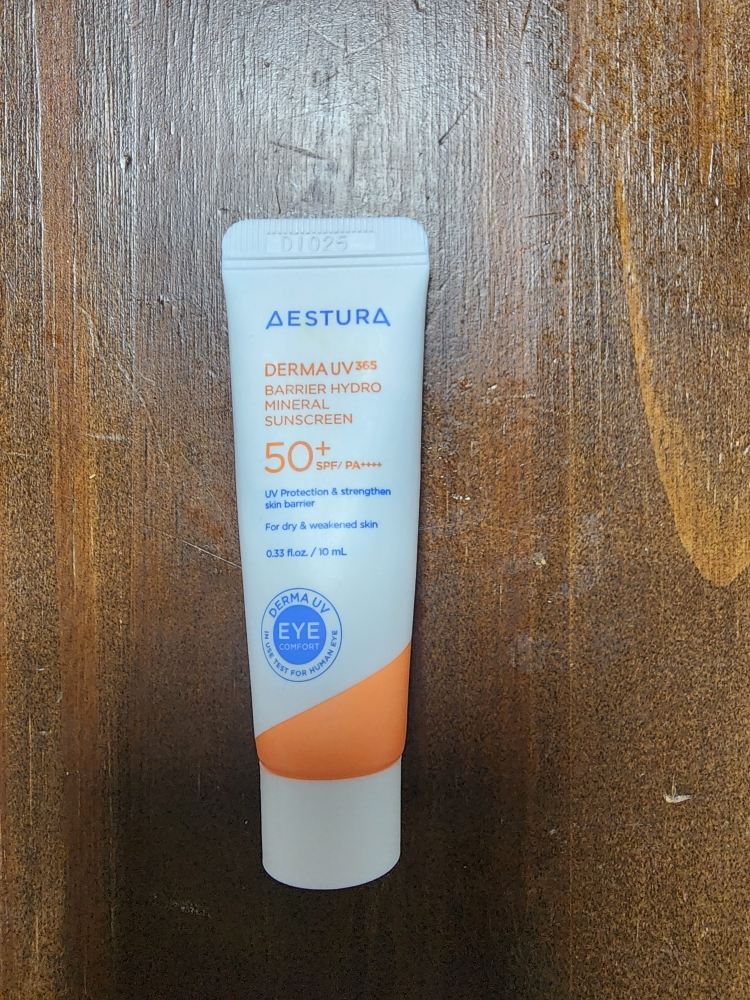 D1025
AESTURA
DERMA UV365
BARRIER HYDRO
MINERAL
SUNSCREEN
50+
SPF/ PA++++
UV Protection & strengthen
skin barrier
For dry & weakened skin
0.33 fl.oz. / 10 mL
DERMA UV
EYE
COMFORT
IN USE TEST FOR HUMAN EYE